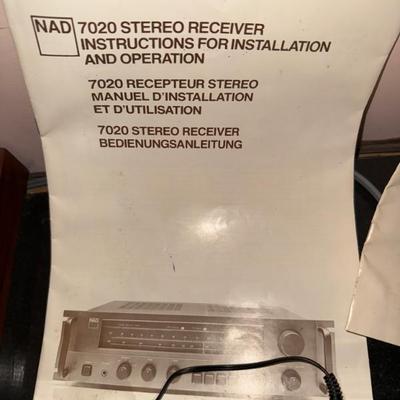 NAD
7020 STEREO RECEIVER
INSTRUCTIONS FOR INSTALLATION
AND OPERATION
7020 RECEPTEUR STEREO
MANUEL D'INSTALLATION
ET D'UTILISATION
7020 STEREO RECEIVER
BEDIENUNGSANLEITUNG
NAD